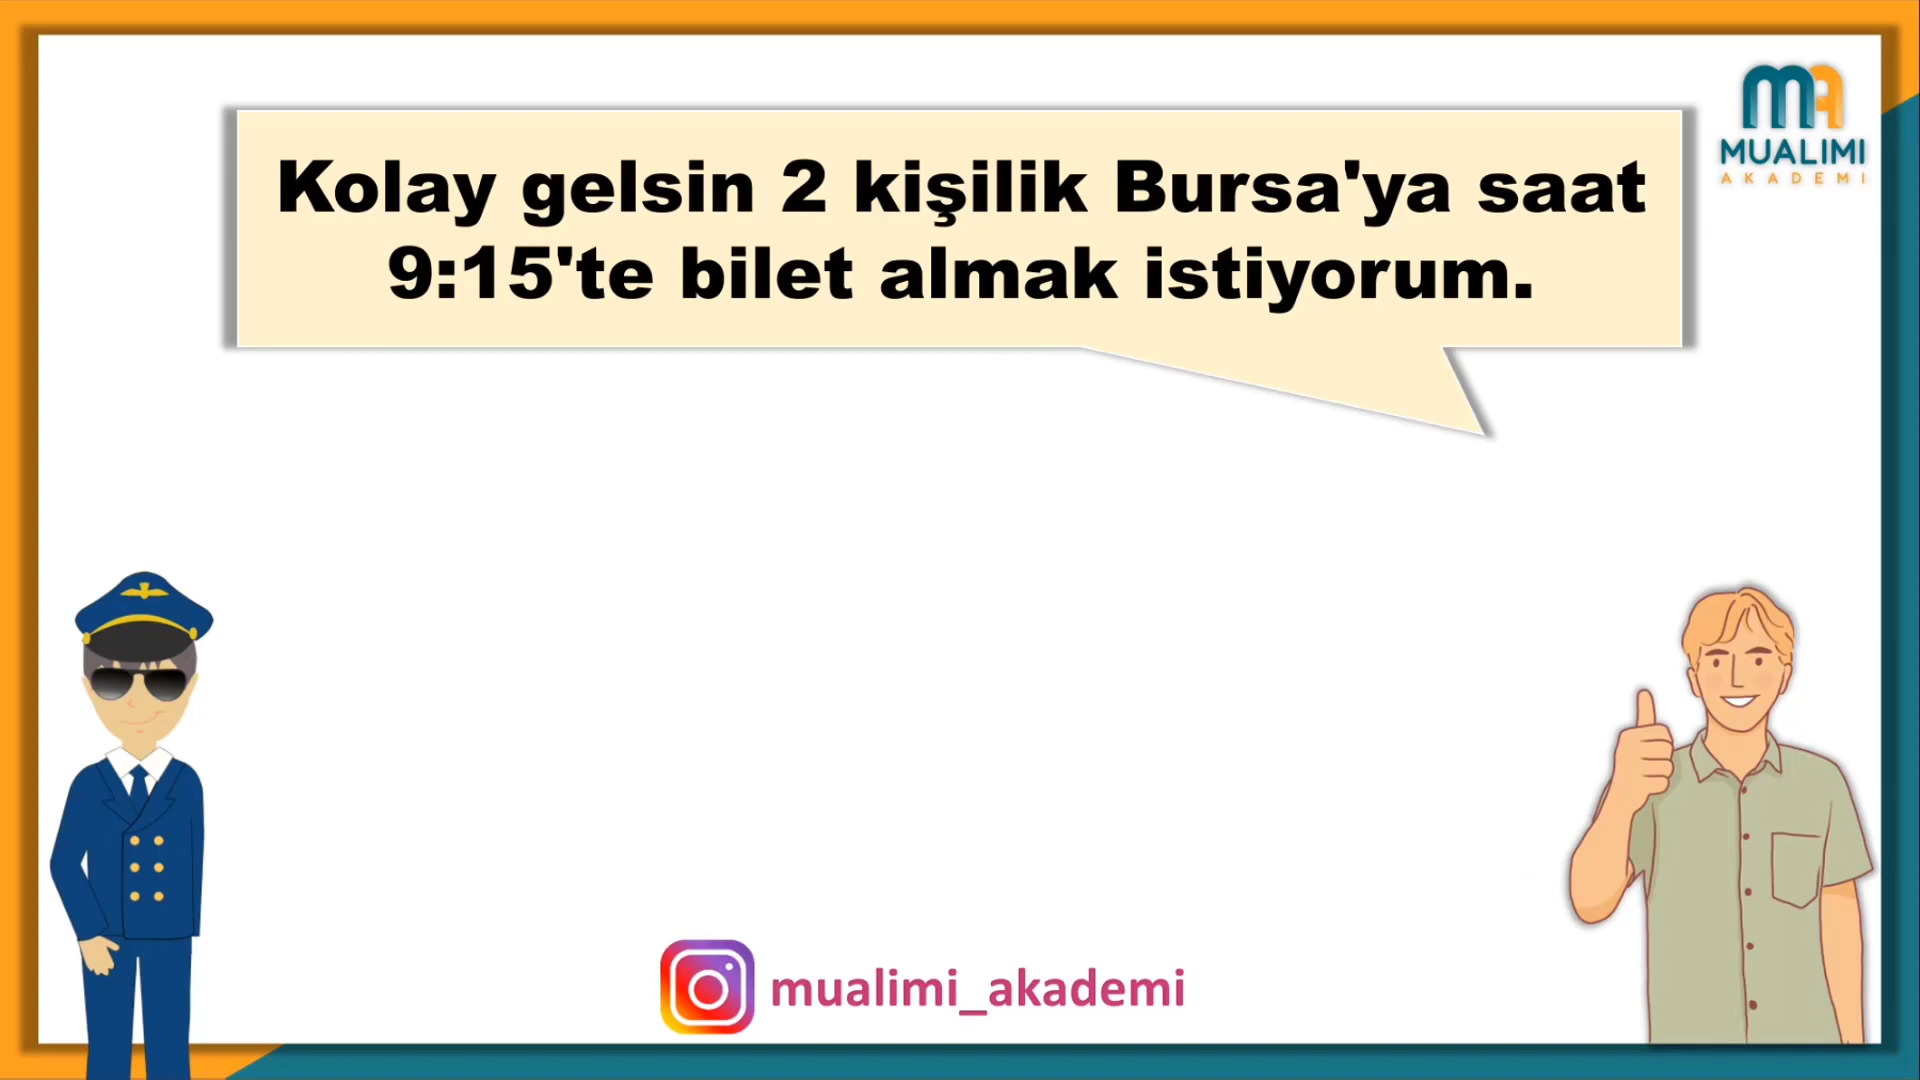 MUALIMI
AKADEMI
Kolay gelsin 2 kişilik Bursa'ya saat
9:15'te bilet almak istiyorum.
mualimi_akademi